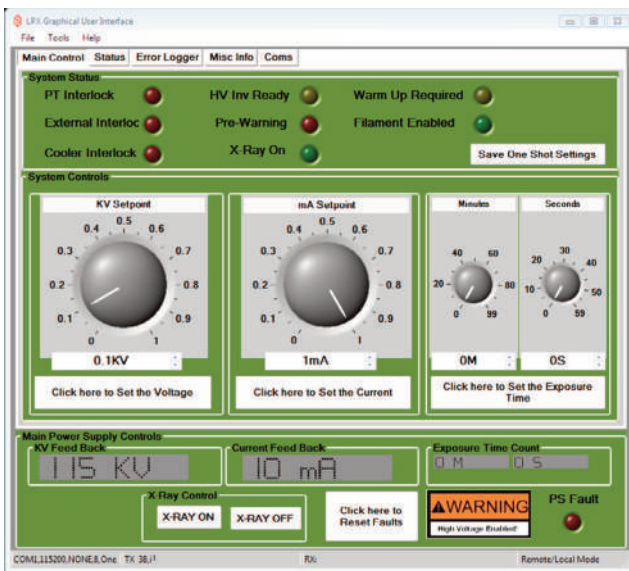 LPX Graphical User Interface
File Tools Help
Main Control Status Error Logger Misc Info Coms
System Status
PT Interlock HV Inv Ready Warm Up Required
External Interloc Pre-Warning Filament Enabled
Cooler Interlock X-Ray On Save One Shot Settings
System Controls
KV Setpoint mA Setpoint Minutes Seconds
0 0.1 0.2 0.3 0.4 0.5 0.6 0.7 0.8 0.9 1
0 0.1 0.2 0.3 0.4 0.5 0.6 0.7 0.8 0.9 1
0 20 40 60 80 99
0 10 20 30 40 50 59
0.1KV 1mA 0M 0S
Click here to Set the Voltage Click here to Set the Current Click here to Set the Exposure
Time
Main Power Supply Controls
KV Feed Back Current Feed Back Exposure Time Count
115 KV 10 mA 0 M 0 S
X-Ray Control
X-RAY ON X-RAY OFF
Click here to
Reset Faults
WARNING
High Voltage Enabled!
PS Fault
COM1,115200,NONE,8,One TX 38,i1 RX: Remote/Local Mode